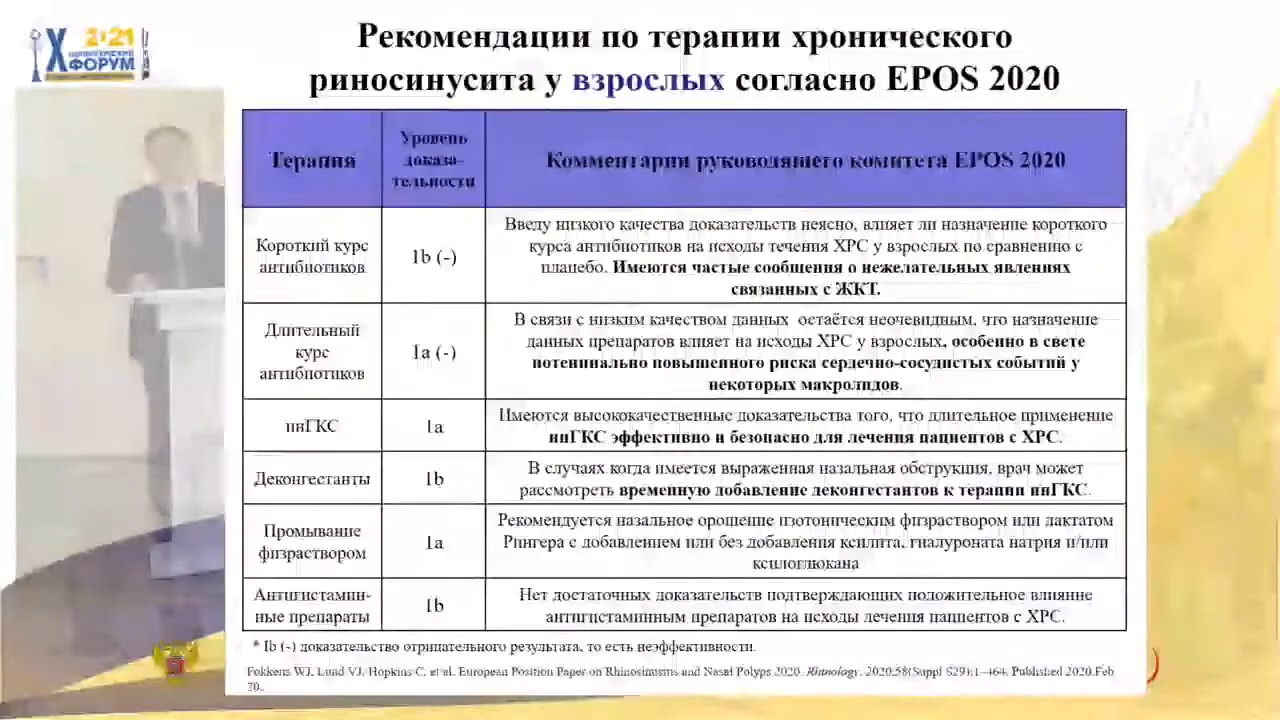 X 2021
ФОРУМ
Рекомендации по терапии хронического
риносинусита у взрослых согласно EPOS 2020
Терапия
Уровень
доказа-
тельности
Комментарии руководящего комитета EPOS 2020
Короткий курс
антибиотиков
1b (-)
Ввиду низкого качества доказательств неясно, влияет ли назначение короткого
курса антибиотиков на исходы течения ХРС у взрослых по сравнению с
плацебо. Имеются частые сообщения о нежелательных явлениях
связанных с ЖКТ.
Длительный
курс
антибиотиков
1a (-)
В связи с низким качеством данных остаётся неочевидным, что назначение
данных препаратов влияет на исходы ХРС у взрослых, особенно в свете
потенциально повышенного риска сердечно-сосудистых событий у
некоторых макролидов.
инГКС
1a
Имеются высококачественные доказательства того, что длительное применение
инГКС эффективно и безопасно для лечения пациентов с ХРС.
Деконгестанты
1b
В случаях когда имеется выраженная назальная обструкция, врач может
рассмотреть временную добавление деконгестантов к терапии инГКС.
Промывание
физраствором
1a
Рекомендуется назальное орошение изотоническим физраствором или лактатом
Рингера с добавлением или без добавления ксилита, гиалуроната натрия и/или
ксилоглюкана
Антигистамин-
ные препараты
1b
Нет достаточных доказательств подтверждающих положительное влияние
антигистаминным препаратов на исходы лечения пациентов с ХРС.
* Ib (-) доказательство отрицательного результата, то есть неэффективности.
Fokkens WJ, Lund VJ, Hopkins C, et al. European Position Paper on Rhinosinusitis and Nasal Polyps 2020. Rhinology. 2020;58(Suppl S29):1–464. Published 2020 Feb
20.